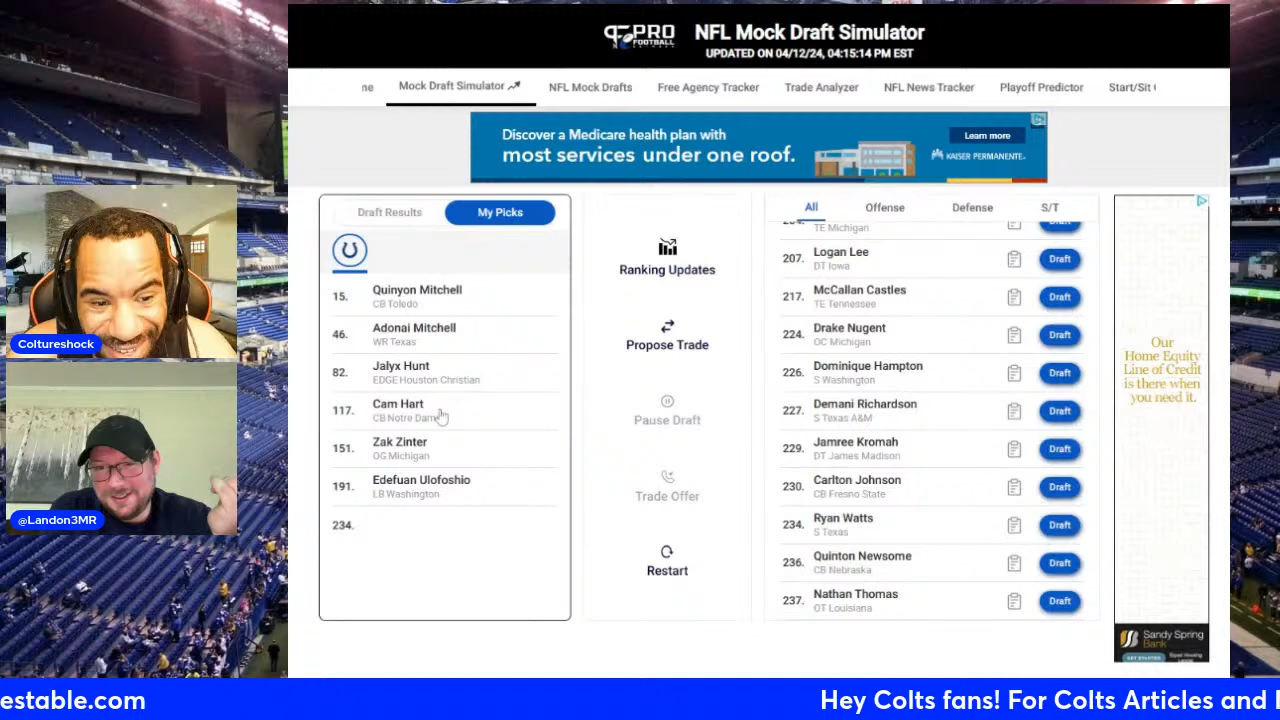 PRO
FOOTBALL
NFL Mock Draft Simulator
UPDATED ON 04/12/24, 04:15:14 PM EST
ne
Mock Draft Simulator
NFL Mock Drafts
Free Agency Tracker
Trade Analyzer
NFL News Tracker
Playoff Predictor
Start/Sit
Discover a Medicare health plan with
most services under one roof.
Learn more
KAISER PERMANENTE.
Draft Results
My Picks
15.
Quinyon Mitchell
CB Toledo
46.
Adonai Mitchell
WR Texas
82.
Jalyx Hunt
EDGE Houston Christian
117.
Cam Hart
CB Notre Dame
151.
Zak Zinter
OG Michigan
191.
Edefuan Ulofoshio
LB Washington
234.
Ranking Updates
Propose Trade
Pause Draft
Trade Offer
Restart
All
Offense
Defense
S/T
TE Michigan
Draft
207.
Logan Lee
DT Iowa
Draft
217.
McCallan Castles
TE Tennessee
Draft
224.
Drake Nugent
OC Michigan
Draft
226.
Dominique Hampton
S Washington
Draft
227.
Demani Richardson
S Texas A&M
Draft
229.
Jamree Kromah
DT James Madison
Draft
230.
Carlton Johnson
CB Fresno State
Draft
234.
Ryan Watts
S Texas
Draft
236.
Quinton Newsome
CB Nebraska
Draft
237.
Nathan Thomas
OT Louisiana
Draft
Our
Home Equity
Line of Credit
is there when
you need it.
Sandy Spring
Bank
GET STARTED
Coltureshock
@Landon3MR
estable.com
Hey Colts fans! For Colts Articles and